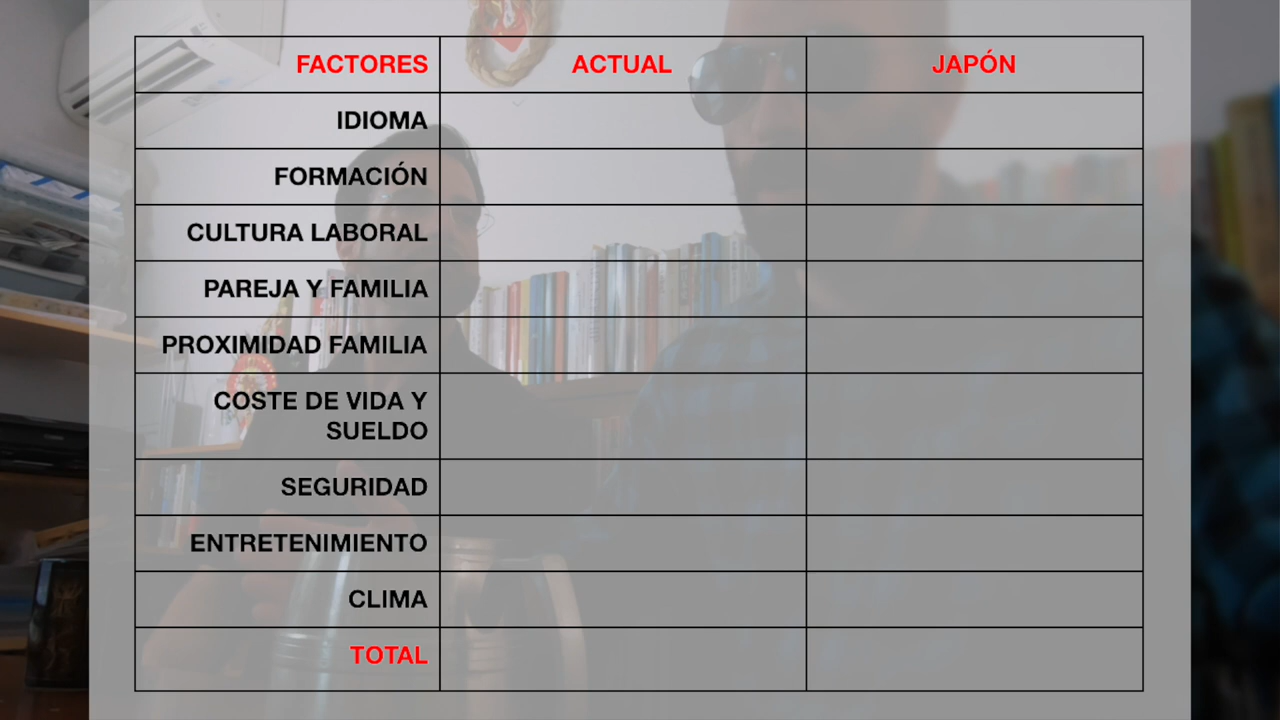 FACTORES ACTUAL JAPÓN
IDIOMA
FORMACIÓN
CULTURA LABORAL
PAREJA Y FAMILIA
PROXIMIDAD FAMILIA
COSTE DE VIDA Y
SUELDO
SEGURIDAD
ENTRETENIMIENTO
CLIMA
TOTAL